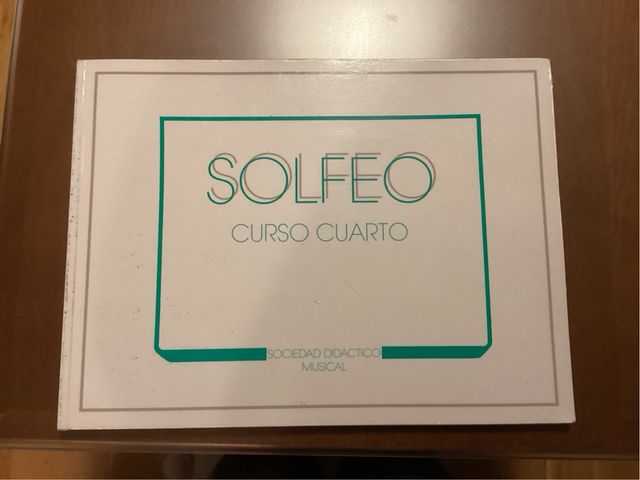 SOLFEO
CURSO CUARTO
SOCIEDAD DIDACTICO
MUSICAL